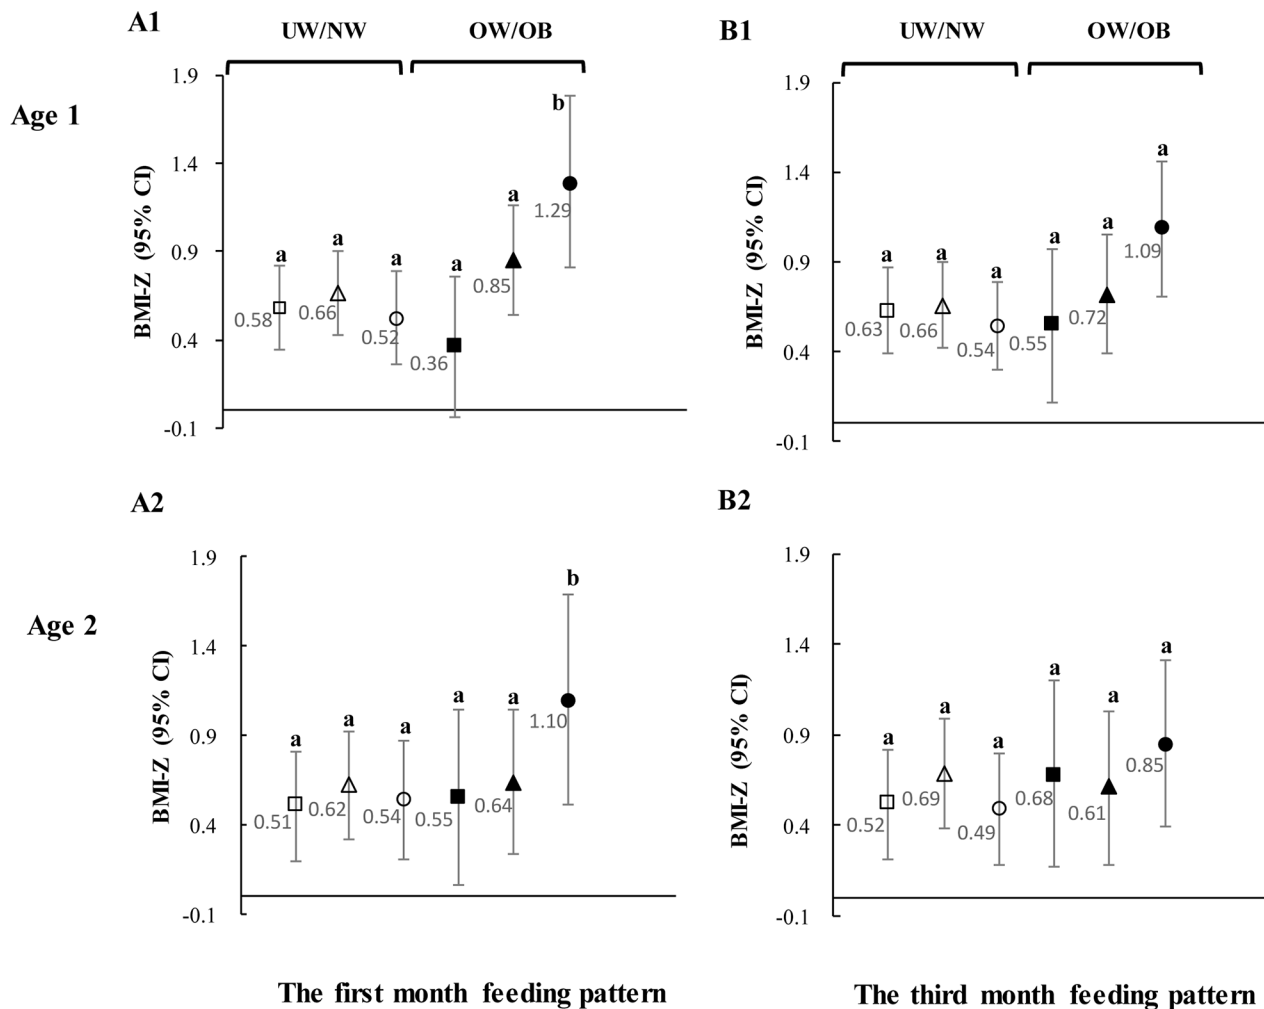 A1
UW/NW OW/OB
Age 1
BMI-Z (95% CI)
1.9
1.4
0.9
0.4
-0.1
a a a a a b
0.58 0.66 0.52 0.36 0.85 1.29
B1
UW/NW OW/OB
BMI-Z (95% CI)
1.9
1.4
0.9
0.4
-0.1
a a a a a a
0.63 0.66 0.54 0.55 0.72 1.09
A2
Age 2
BMI-Z (95% CI)
1.9
1.4
0.9
0.4
-0.1
a a a a a b
0.51 0.62 0.54 0.55 0.64 1.10
The first month feeding pattern
B2
BMI-Z (95% CI)
1.9
1.4
0.9
0.4
-0.1
a a a a a a
0.52 0.69 0.49 0.68 0.61 0.85
The third month feeding pattern